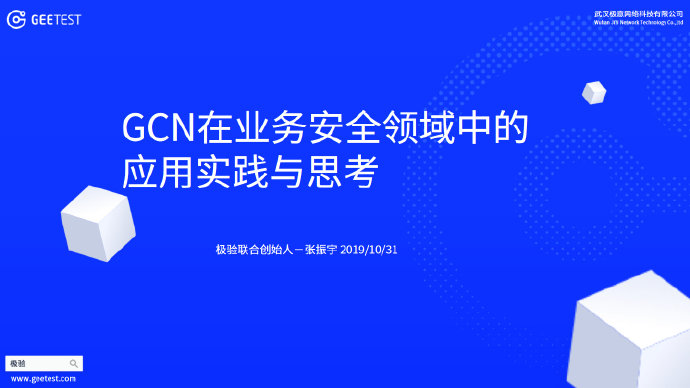 GEETEST
武汉极意网络科技有限公司
Wuhan JiYi Network Technology Co.,ltd
GCN在业务安全领域中的
应用实践与思考
极验联合创始人－张振宇 2019/10/31
极验
www.geetest.com